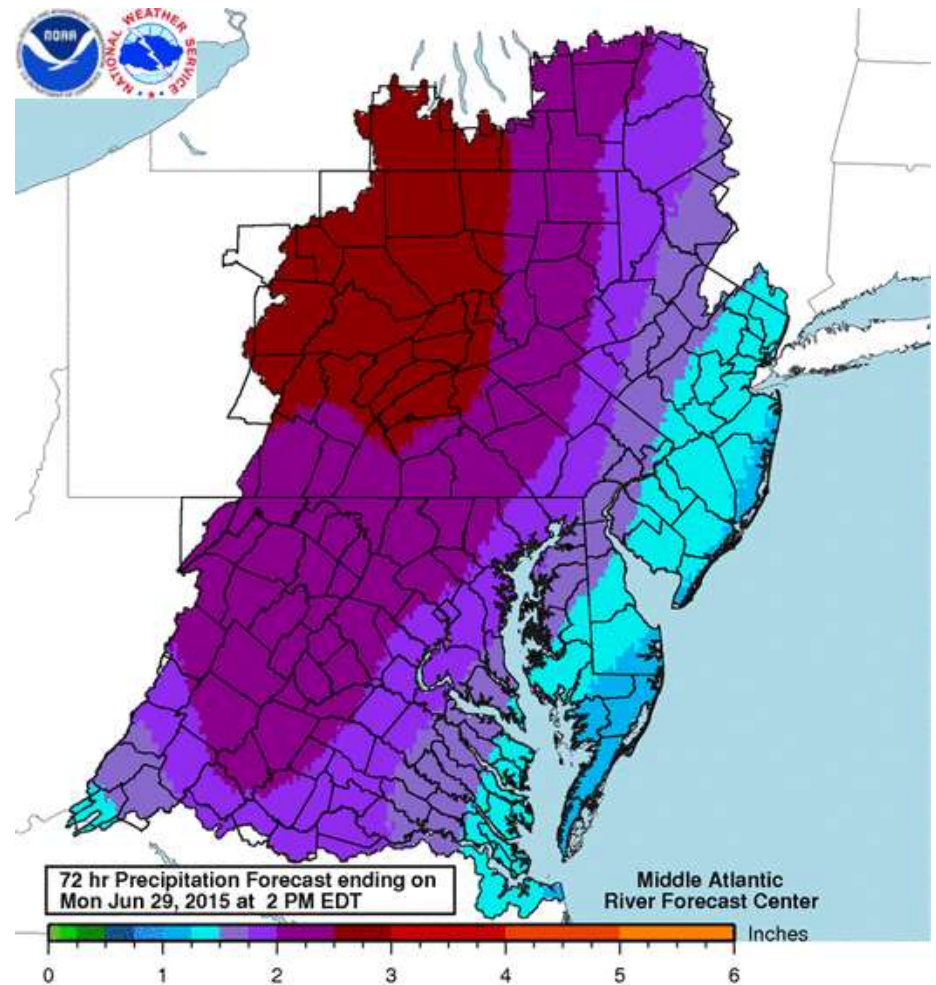 NOAA
NATIONAL WEATHER SERVICE
72 hr Precipitation Forecast ending on
Mon Jun 29, 2015 at 2 PM EDT
Middle Atlantic
River Forecast Center
Inches
0 1 2 3 4 5 6